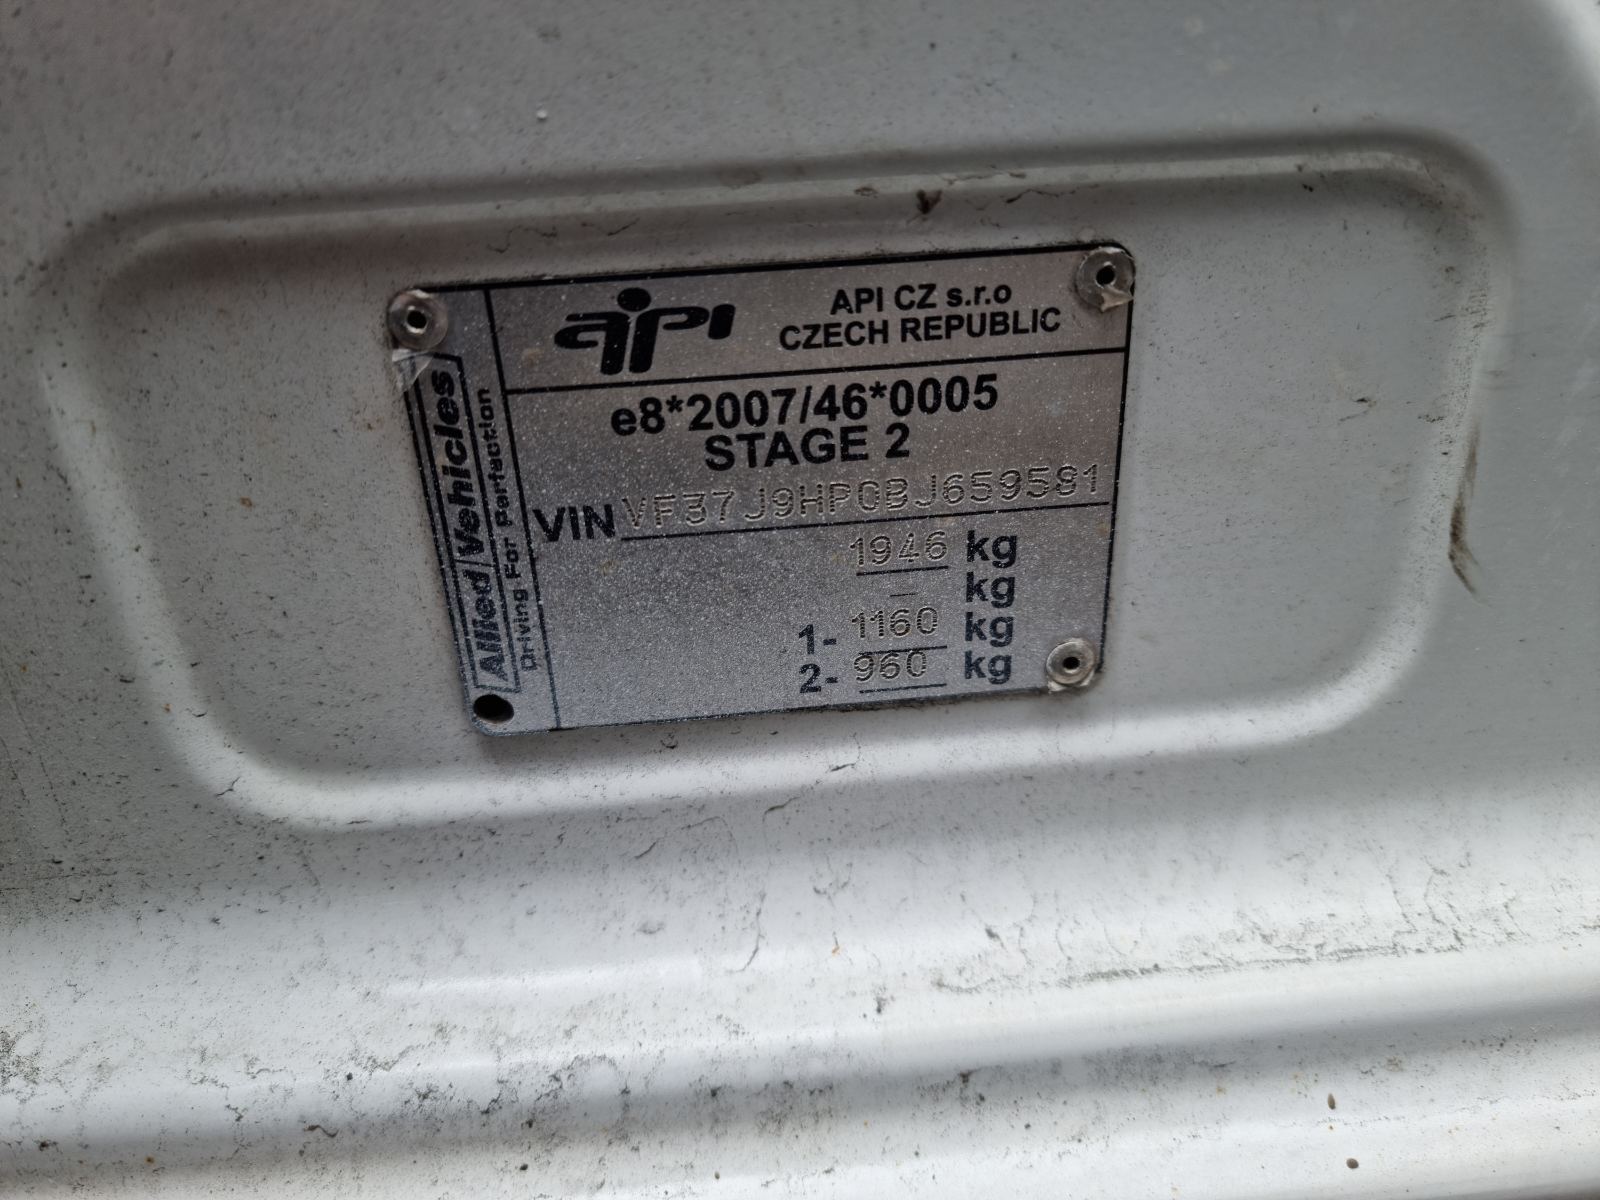 api
API CZ s.r.o
CZECH REPUBLIC
e8*2007/46*0005
STAGE 2
VIN VF37J9HP0BJ659581
1946 kg
– kg
1- 1160 kg
2- 960 kg
Allied Vehicles
Driving For Perfection